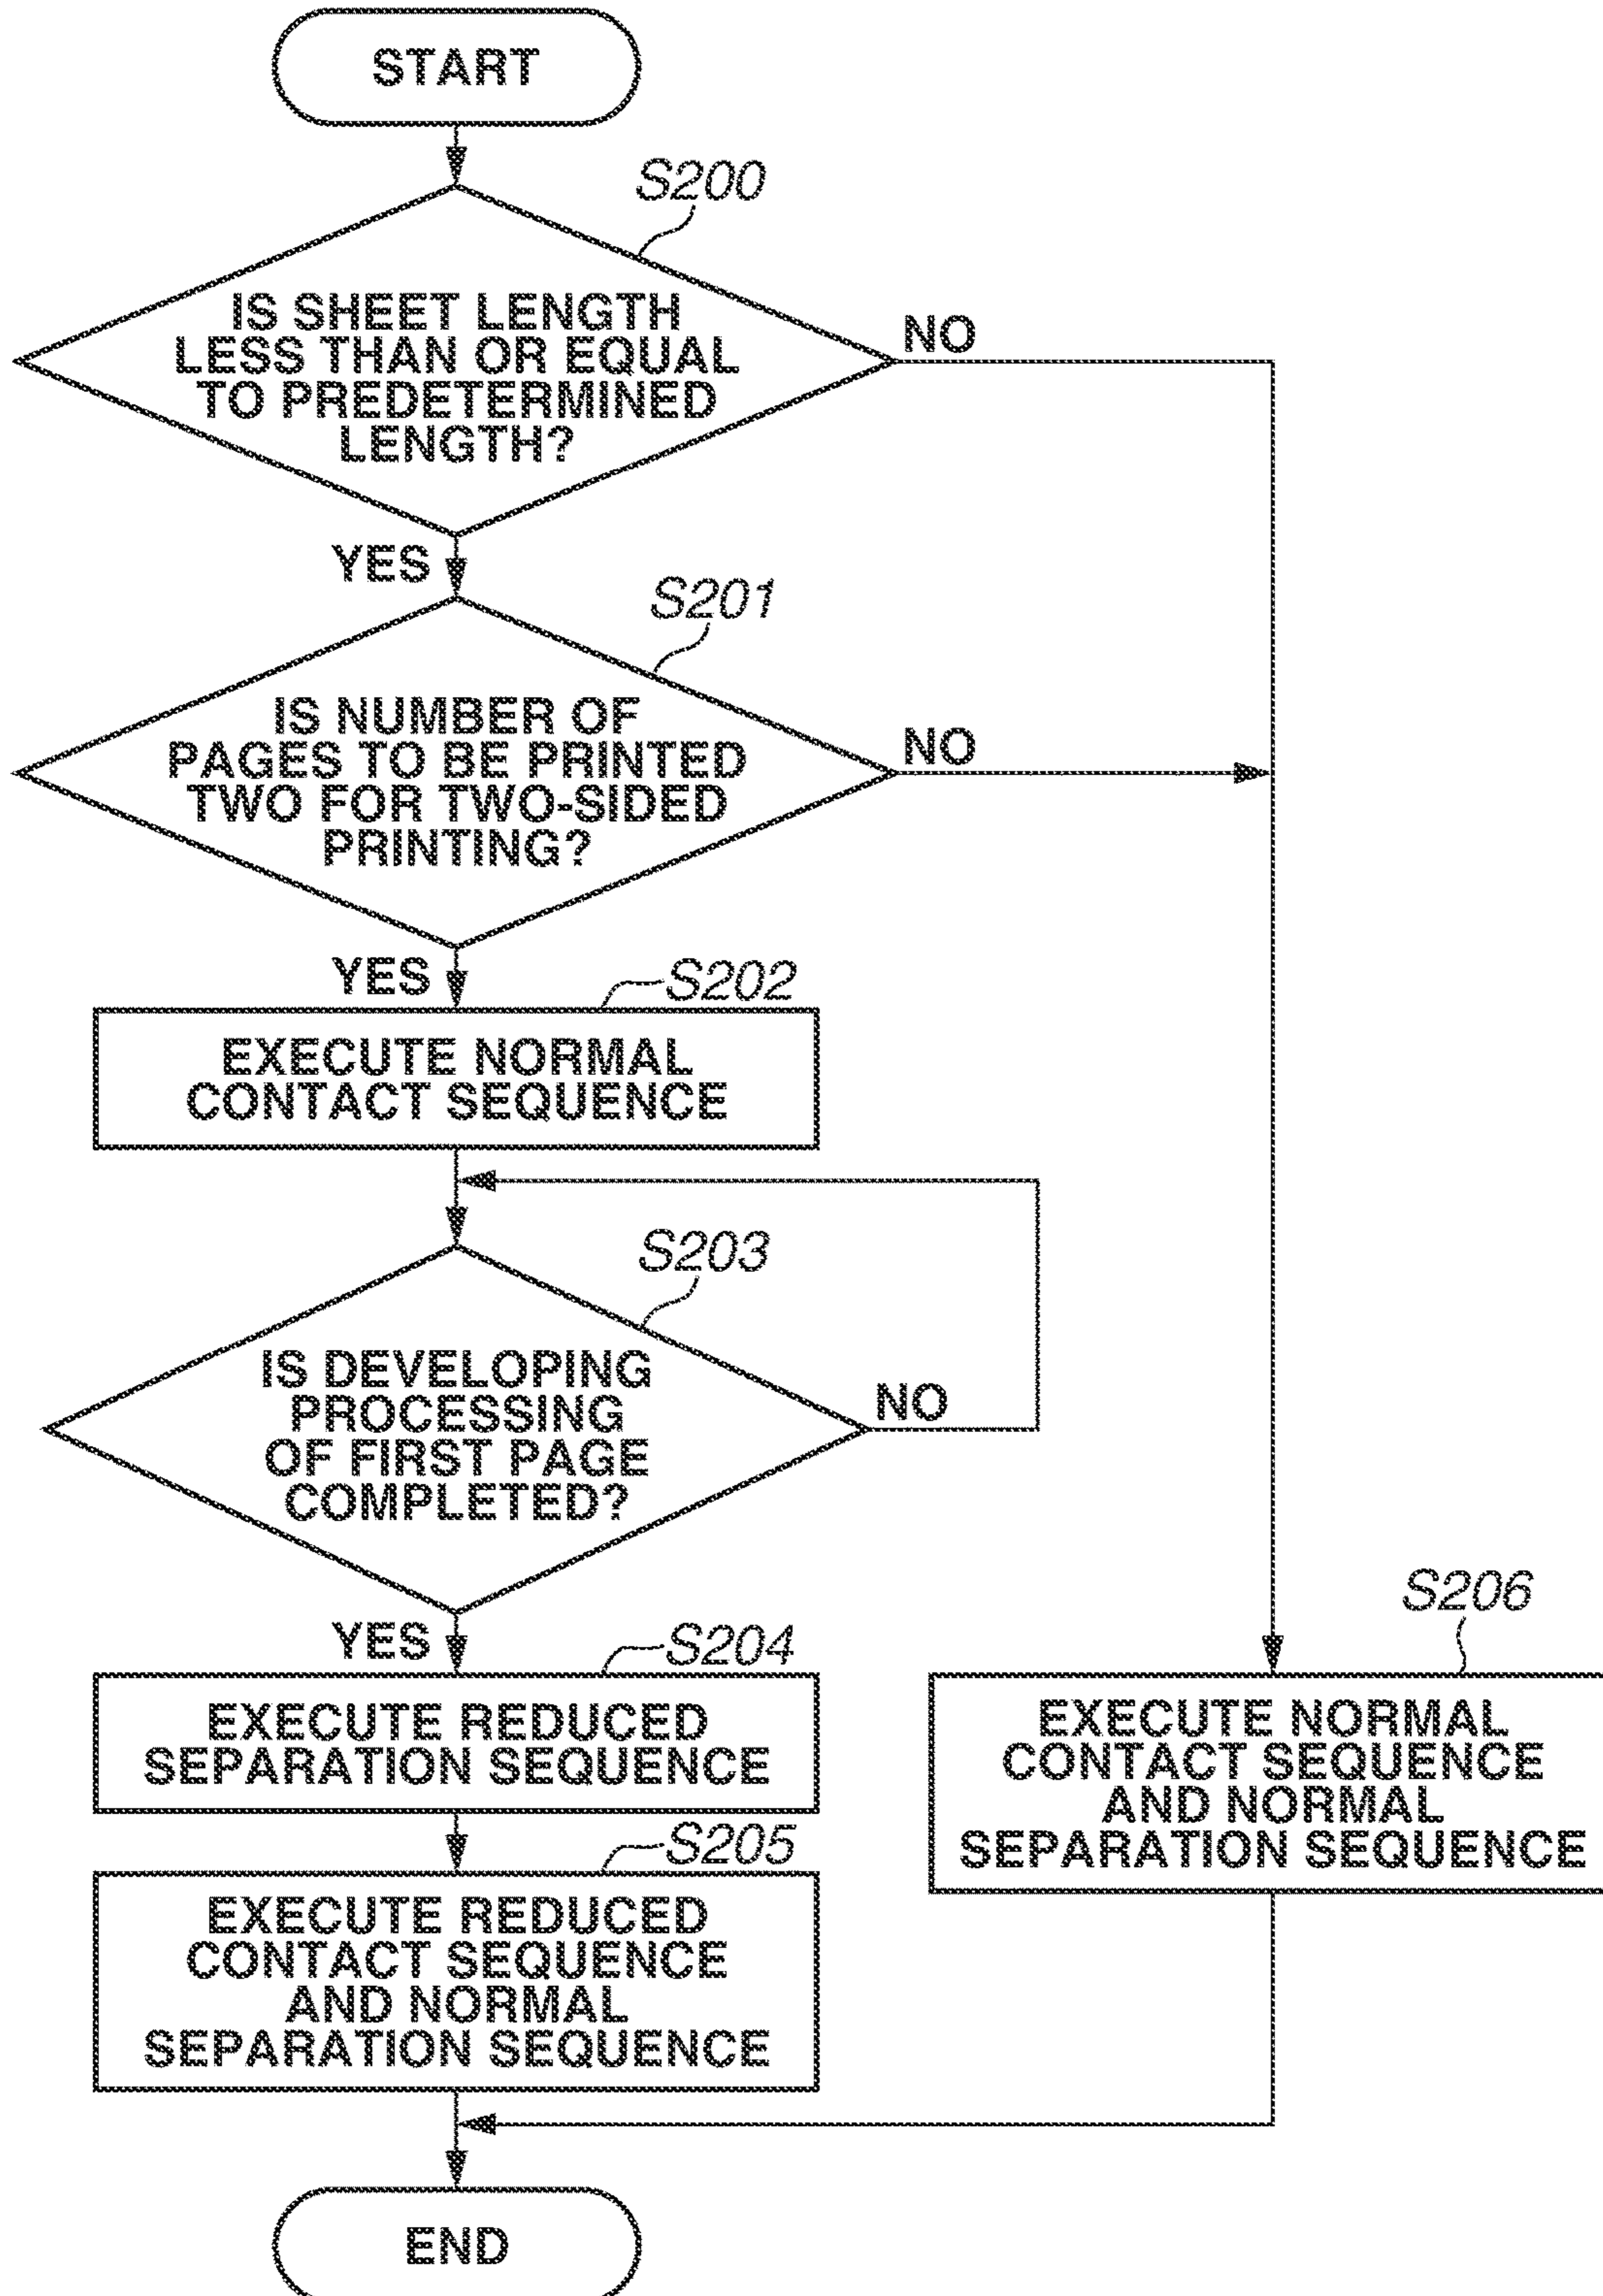 START
S200
IS SHEET LENGTH
LESS THAN OR EQUAL
TO PREDETERMINED
LENGTH?
NO
YES
S201
IS NUMBER OF
PAGES TO BE PRINTED
TWO FOR TWO-SIDED
PRINTING?
NO
YES
S202
EXECUTE NORMAL
CONTACT SEQUENCE
S203
IS DEVELOPING
PROCESSING
OF FIRST PAGE
COMPLETED?
NO
YES
S204
EXECUTE REDUCED
SEPARATION SEQUENCE
S206
EXECUTE NORMAL
CONTACT SEQUENCE
AND NORMAL
SEPARATION SEQUENCE
S205
EXECUTE REDUCED
CONTACT SEQUENCE
AND NORMAL
SEPARATION SEQUENCE
END